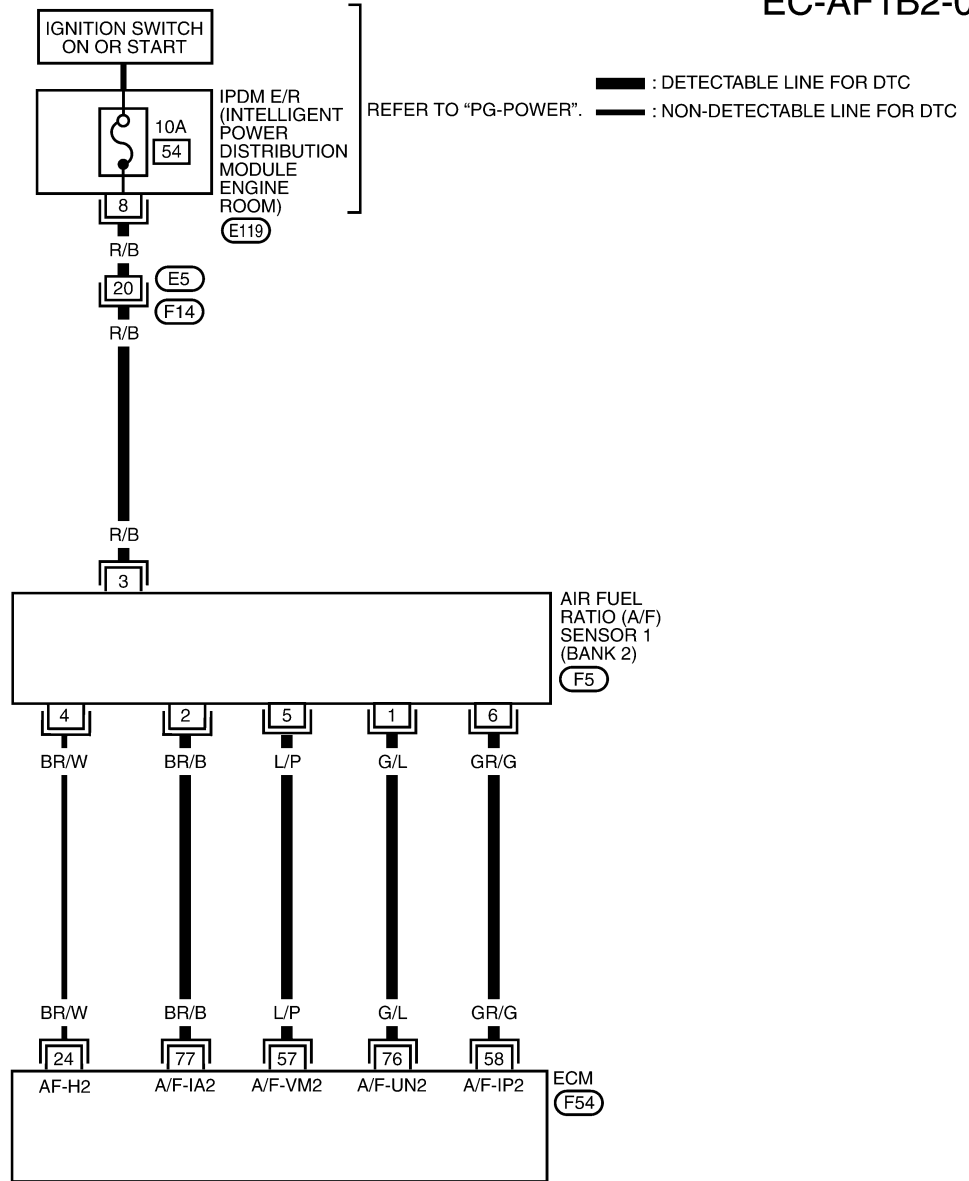 EC-AF1B2-0
IGNITION SWITCH
ON OR START
10A
54
IPDM E/R
(INTELLIGENT
POWER
DISTRIBUTION
MODULE
ENGINE
ROOM)
E119
REFER TO “PG-POWER”.
: DETECTABLE LINE FOR DTC
: NON-DETECTABLE LINE FOR DTC
8
R/B
20
E5
F14
R/B
R/B
3
AIR FUEL
RATIO (A/F)
SENSOR 1
(BANK 2)
F5
4 2 5 1 6
BR/W BR/B L/P G/L GR/G
BR/W BR/B L/P G/L GR/G
24 77 57 76 58
AF-H2 A/F-IA2 A/F-VM2 A/F-UN2 A/F-IP2
ECM
F54